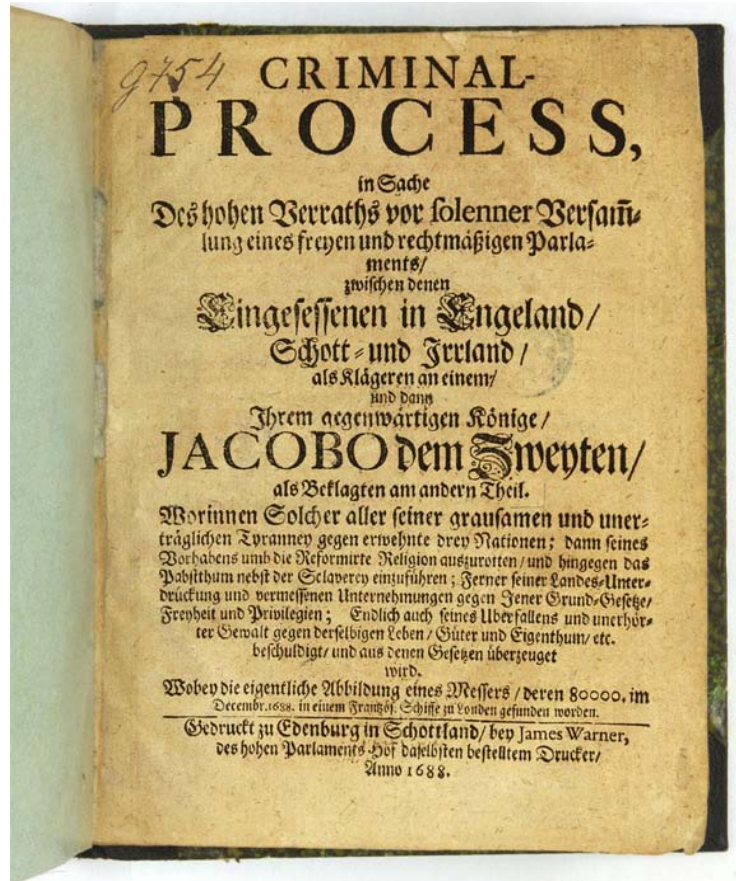 9754
CRIMINAL-
PROCESS,
in Sache
Des hohen Verraths vor solenner Versam̃-
lung eines freyen und rechtmäßigen Parla-
ments/
zwischen denen
Eingesessenen in Engeland/
Schott- und Irrland/
als Klägeren an einem/
und dann
Ihrem gegenwärtigen Könige/
JACOBO dem Zweyten/
als Beklagten am andern Theil.
Worinnen Solcher aller seiner grausamen und uner-
träglichen Tyranney gegen erwehnte drey Nationen; dann seines
Vorhabens umb die Reformirte Religion auszurotten/ und hingegen das
Pabstthum nebst der Sclaverey einzuführen; Ferner seiner Landes-Unter-
drückung und vermessenen Unternehmungen gegen Jener Grund-Gesetze/
Freyheit und Privilegien; Endlich auch seines Uberfallens und unerhör-
ter Gewalt gegen derselbigen Leben/ Güter und Eigenthum/ etc.
beschuldigt/ und aus denen Gesetzen überzeuget
wird.
Wobey die eigentliche Abbildung eines Messers/ deren 80000. im
Decembr. 1688. in einem Frantzös. Schiffe zu Londen gefunden worden.
Gedruckt zu Edenburg in Schottland/ bey James Warner,
des hohen Parlaments-Hof daselbsten bestelltem Drucker/
Anno 1688.